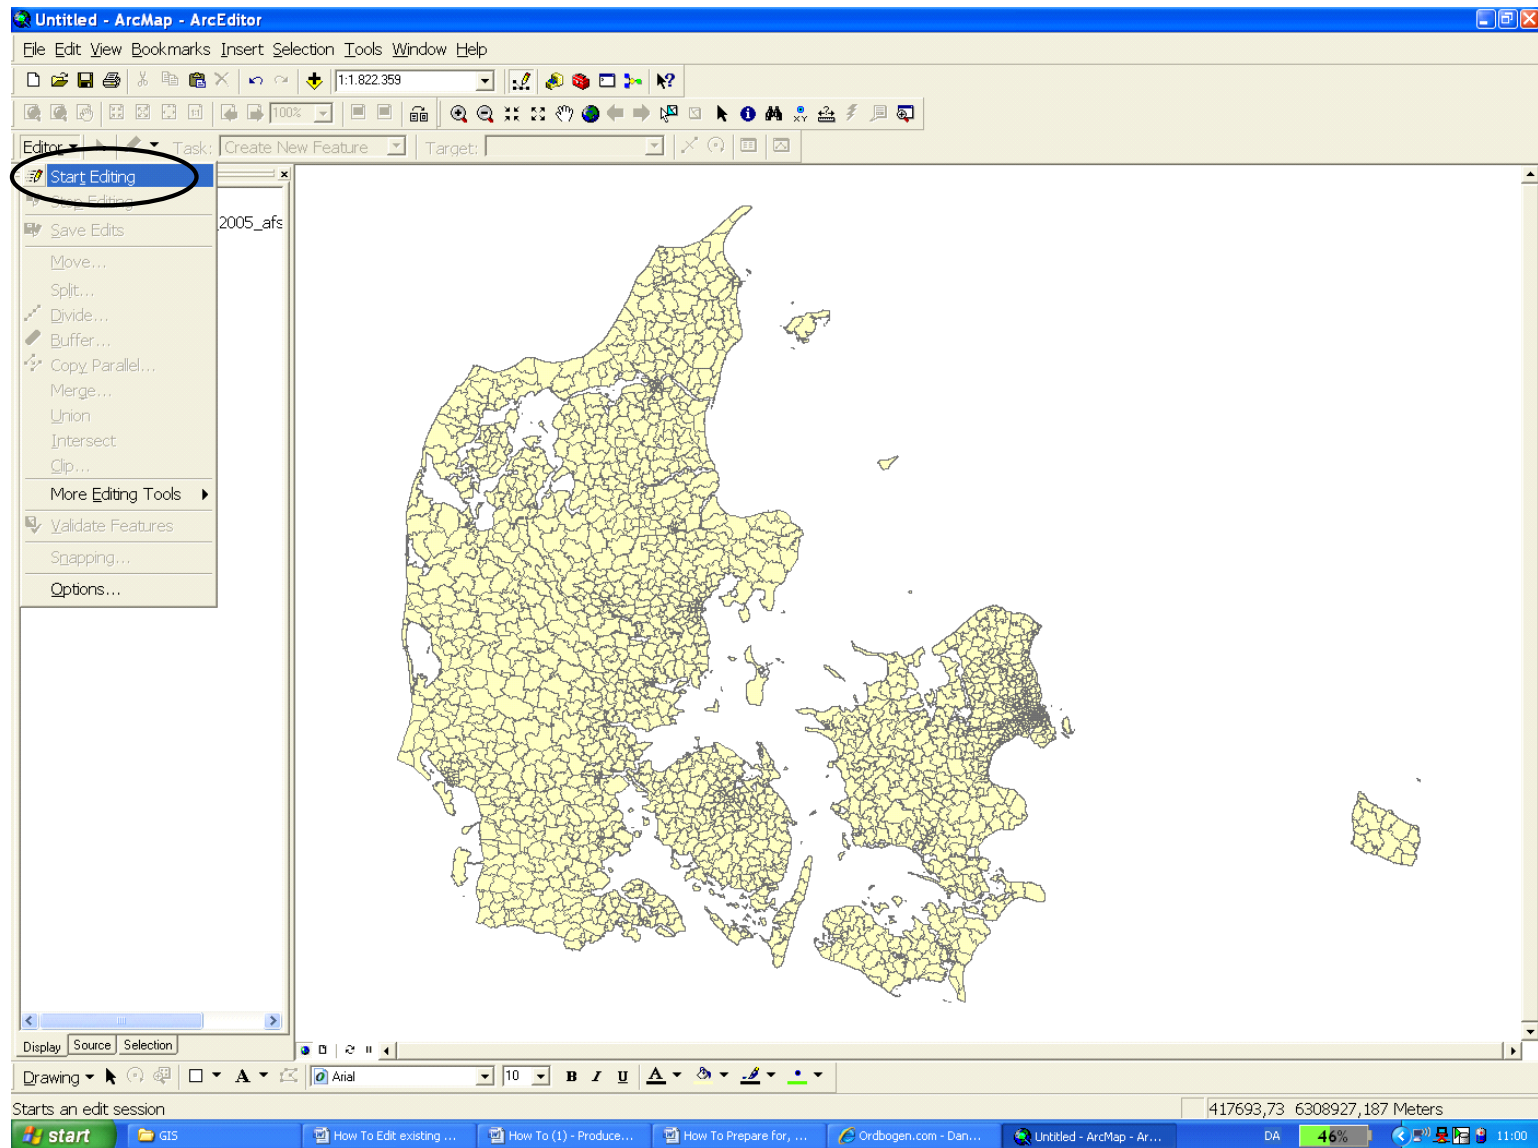 Untitled - ArcMap - ArcEditor
File Edit View Bookmarks Insert Selection Tools Window Help
1:1.822.359
100%
Editor Task: Create New Feature Target:
Start Editing
Stop Editing
2005_afs
Save Edits
Move...
Split...
Divide...
Buffer...
Copy Parallel...
Merge...
Union
Intersect
Clip...
More Editing Tools
Validate Features
Snapping...
Options...
Display Source Selection
Drawing A Arial 10 B I U A
Starts an edit session 417693,73 6308927,187 Meters
start GIS How To Edit existing ... How To (1) - Produce... How To Prepare for, ... Ordbogen.com - Dan... Untitled - ArcMap - Ar... DA 46% 11:00